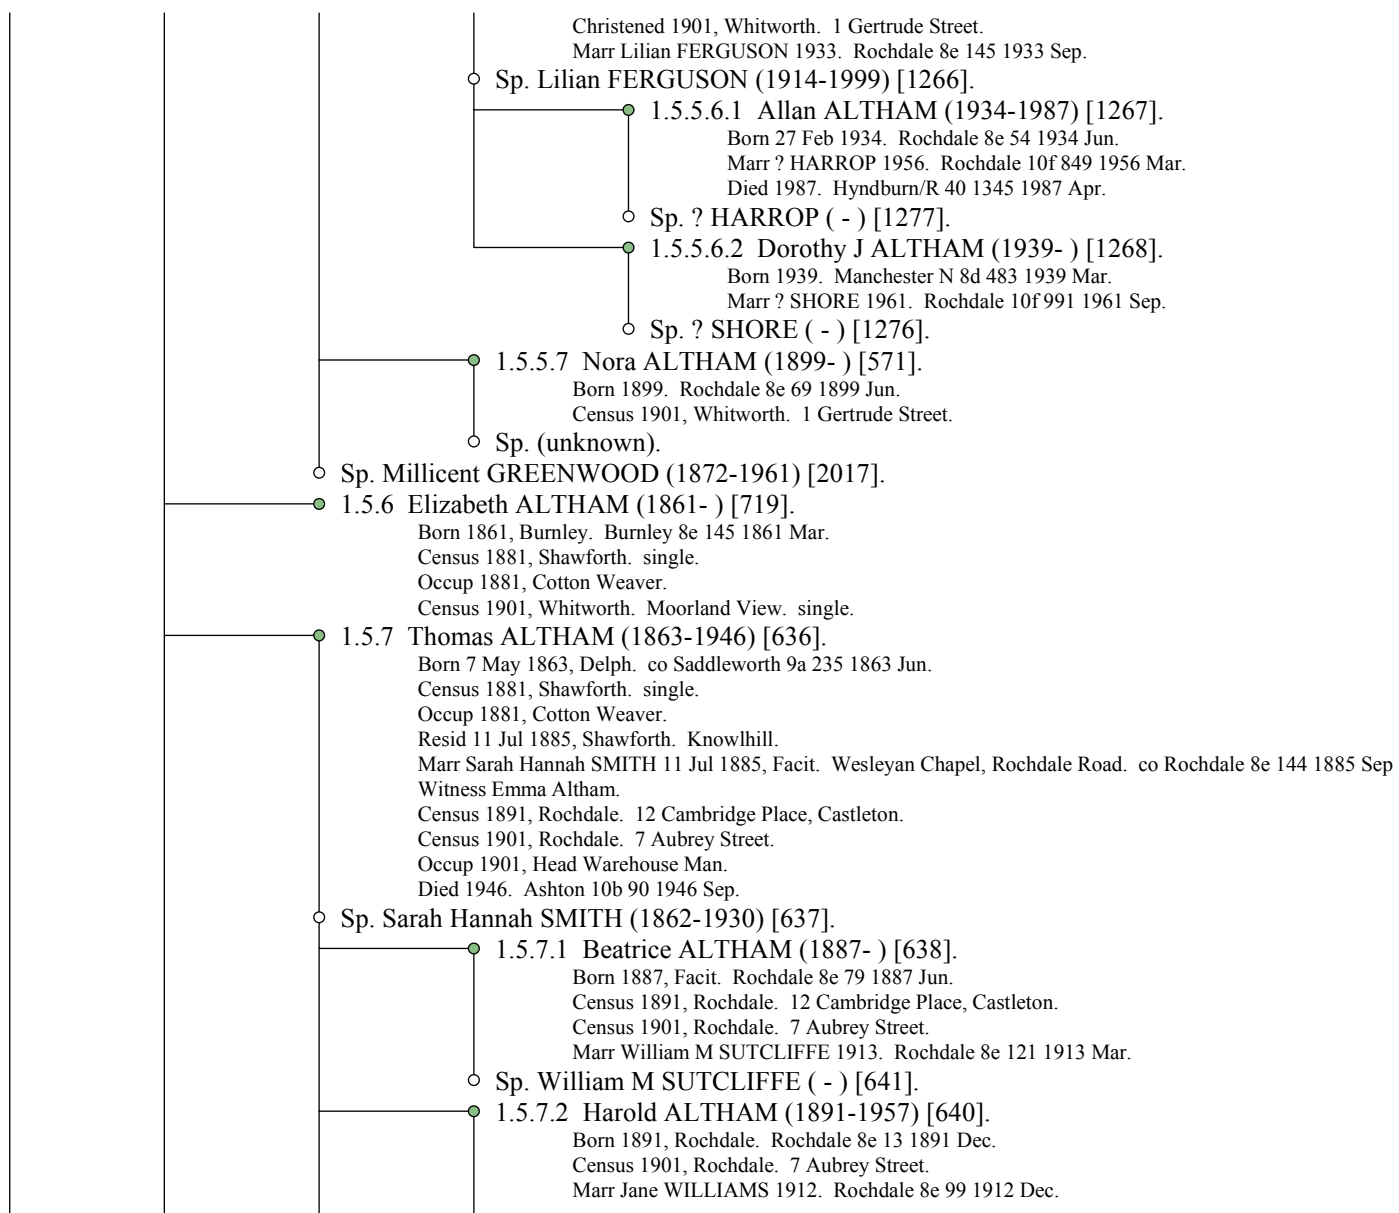 Christened 1901, Whitworth.  1 Gertrude Street.
Marr Lilian FERGUSON 1933.  Rochdale 8e 145 1933 Sep.
Sp. Lilian FERGUSON (1914-1999) [1266].
1.5.5.6.1  Allan ALTHAM (1934-1987) [1267].
Born 27 Feb 1934.  Rochdale 8e 54 1934 Jun.
Marr ? HARROP 1956.  Rochdale 10f 849 1956 Mar.
Died 1987.  Hyndburn/R 40 1345 1987 Apr.
Sp. ? HARROP ( - ) [1277].
1.5.5.6.2  Dorothy J ALTHAM (1939- ) [1268].
Born 1939.  Manchester N 8d 483 1939 Mar.
Marr ? SHORE 1961.  Rochdale 10f 991 1961 Sep.
Sp. ? SHORE ( - ) [1276].
1.5.5.7  Nora ALTHAM (1899- ) [571].
Born 1899.  Rochdale 8e 69 1899 Jun.
Census 1901, Whitworth.  1 Gertrude Street.
Sp. (unknown).
Sp. Millicent GREENWOOD (1872-1961) [2017].
1.5.6  Elizabeth ALTHAM (1861- ) [719].
Born 1861, Burnley.  Burnley 8e 145 1861 Mar.
Census 1881, Shawforth.  single.
Occup 1881, Cotton Weaver.
Census 1901, Whitworth.  Moorland View.  single.
1.5.7  Thomas ALTHAM (1863-1946) [636].
Born 7 May 1863, Delph.  co Saddleworth 9a 235 1863 Jun.
Census 1881, Shawforth.  single.
Occup 1881, Cotton Weaver.
Resid 11 Jul 1885, Shawforth.  Knowlhill.
Marr Sarah Hannah SMITH 11 Jul 1885, Facit.  Wesleyan Chapel, Rochdale Road.  co Rochdale 8e 144 1885 Sep
Witness Emma Altham.
Census 1891, Rochdale.  12 Cambridge Place, Castleton.
Census 1901, Rochdale.  7 Aubrey Street.
Occup 1901, Head Warehouse Man.
Died 1946.  Ashton 10b 90 1946 Sep.
Sp. Sarah Hannah SMITH (1862-1930) [637].
1.5.7.1  Beatrice ALTHAM (1887- ) [638].
Born 1887, Facit.  Rochdale 8e 79 1887 Jun.
Census 1891, Rochdale.  12 Cambridge Place, Castleton.
Census 1901, Rochdale.  7 Aubrey Street.
Marr William M SUTCLIFFE 1913.  Rochdale 8e 121 1913 Mar.
Sp. William M SUTCLIFFE ( - ) [641].
1.5.7.2  Harold ALTHAM (1891-1957) [640].
Born 1891, Rochdale.  Rochdale 8e 13 1891 Dec.
Census 1901, Rochdale.  7 Aubrey Street.
Marr Jane WILLIAMS 1912.  Rochdale 8e 99 1912 Dec.